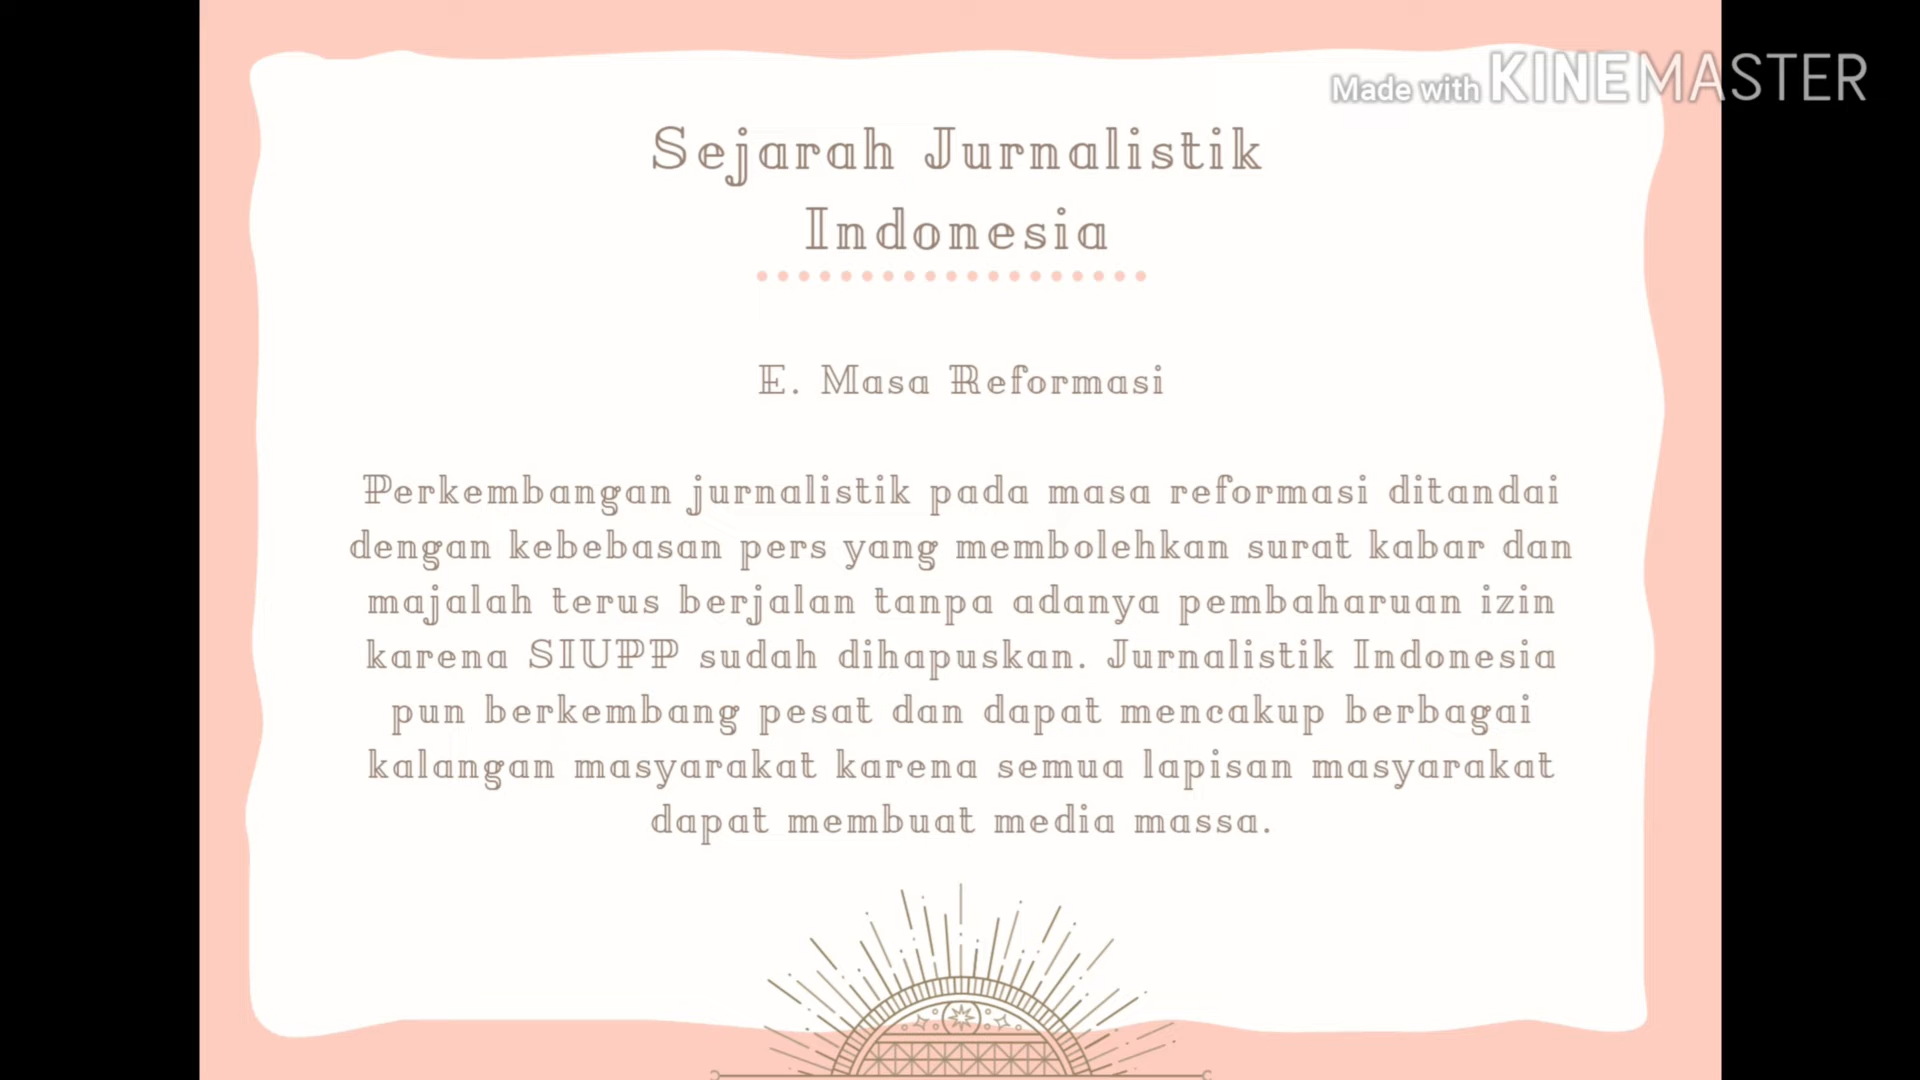 Made with KINEMASTER
Sejarah Jurnalistik
Indonesia
E. Masa Reformasi
Perkembangan jurnalistik pada masa reformasi ditandai
dengan kebebasan pers yang membolehkan surat kabar dan
majalah terus berjalan tanpa adanya pembaharuan izin
karena SIUPP sudah dihapuskan. Jurnalistik Indonesia
pun berkembang pesat dan dapat mencakup berbagai
kalangan masyarakat karena semua lapisan masyarakat
dapat membuat media massa.